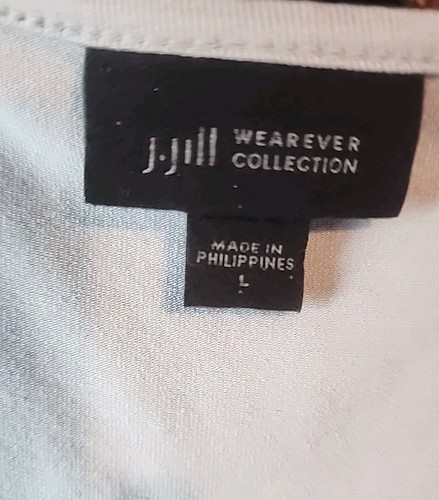 J.Jill WEAREVER
COLLECTION
MADE IN
PHILIPPINES
L